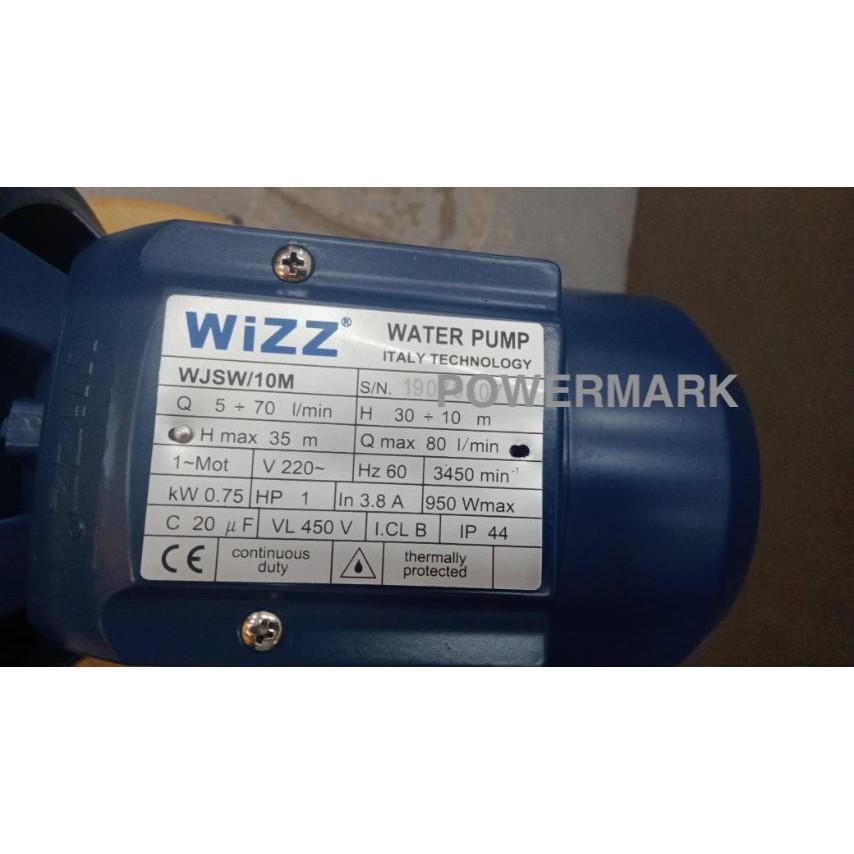 WiZZ® WATER PUMP
ITALY TECHNOLOGY
WJSW/10M S/N.
POWERMARK
Q 5 ÷ 70 l/min H 30 ÷ 10 m
H max 35 m Q max 80 l/min
1~Mot V 220~ Hz 60 3450 min⁻¹
kW 0.75 HP 1 In 3.8 A 950 Wmax
C 20 µF VL 450 V I.CL B IP 44
CE continuous duty thermally protected